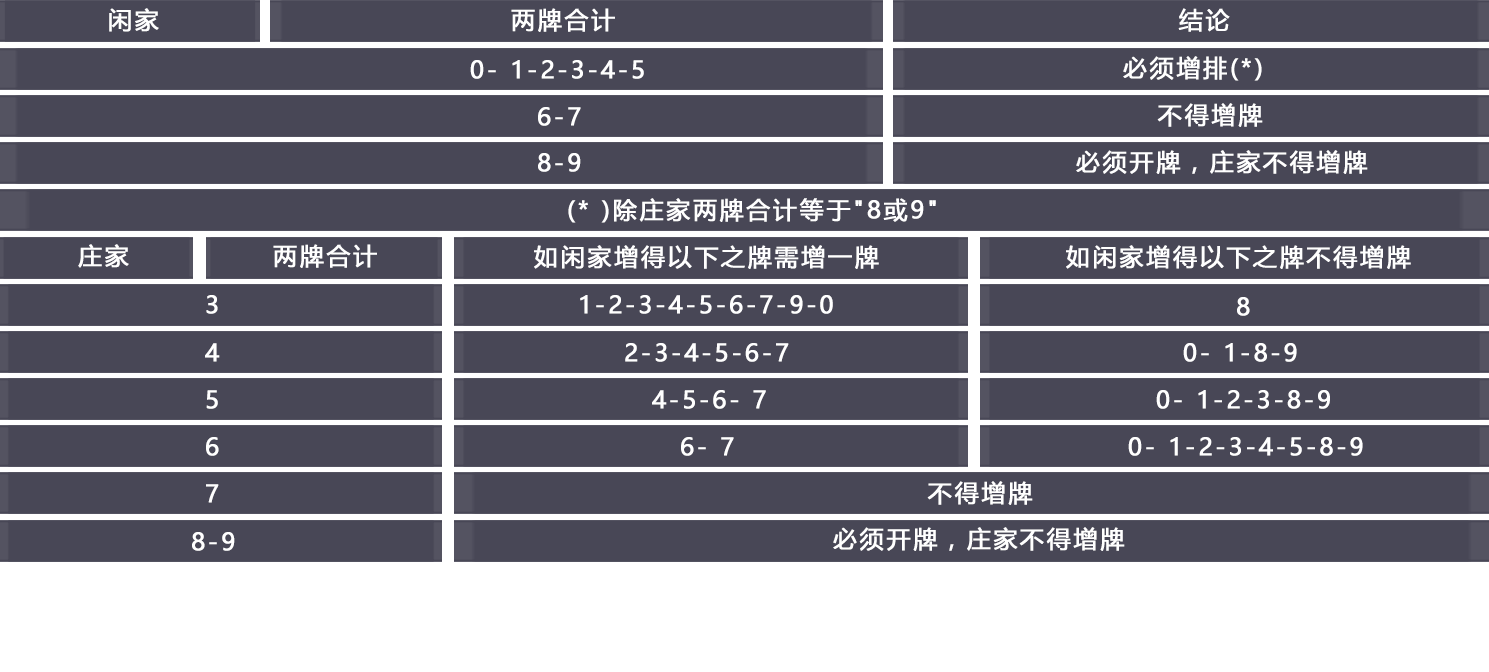 闲家 两牌合计 结论
0- 1-2-3-4-5 必须增排(*)
6-7 不得增牌
8-9 必须开牌，庄家不得增牌
(* )除庄家两牌合计等于"8或9"
庄家 两牌合计 如闲家增得以下之牌需增一牌 如闲家增得以下之牌不得增牌
3 1-2-3-4-5-6-7-9-0 8
4 2-3-4-5-6-7 0- 1-8-9
5 4-5-6- 7 0- 1-2-3-8-9
6 6- 7 0- 1-2-3-4-5-8-9
7 不得增牌
8-9 必须开牌，庄家不得增牌